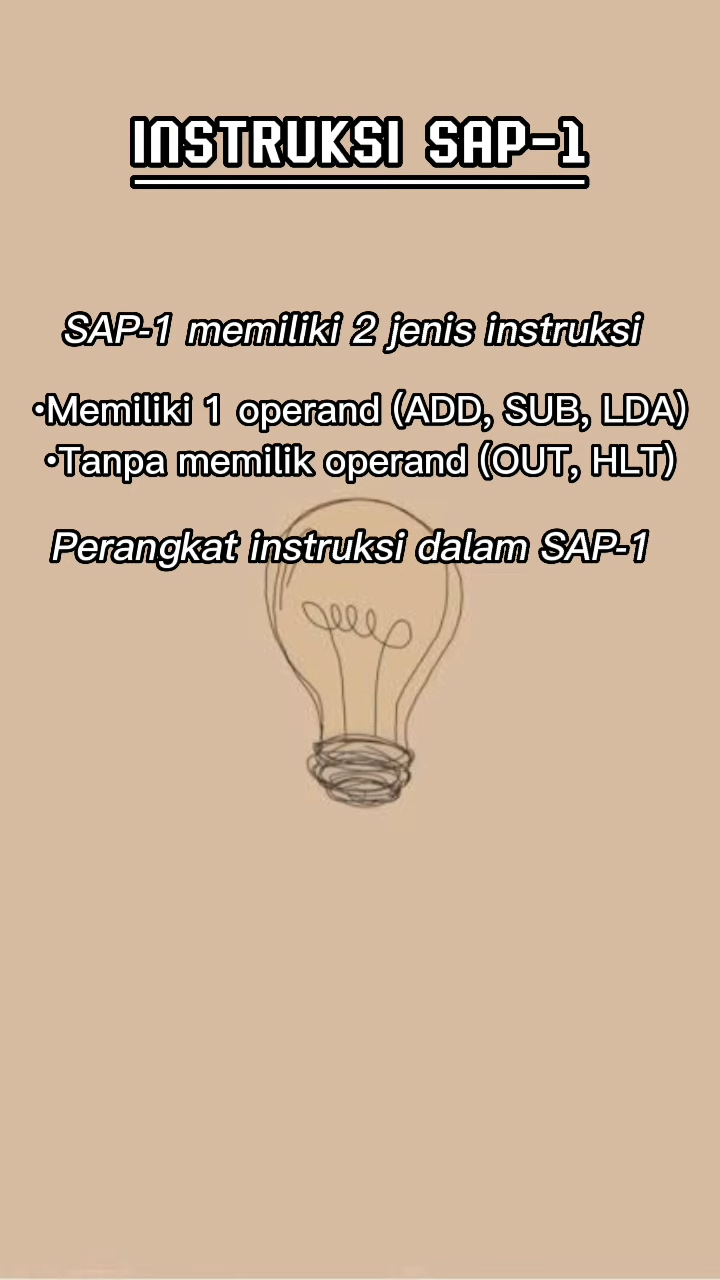 INSTRUKSI SAP-1
SAP-1 memiliki 2 jenis instruksi
•Memiliki 1 operand (ADD, SUB, LDA)
•Tanpa memilik operand (OUT, HLT)
Perangkat instruksi dalam SAP-1